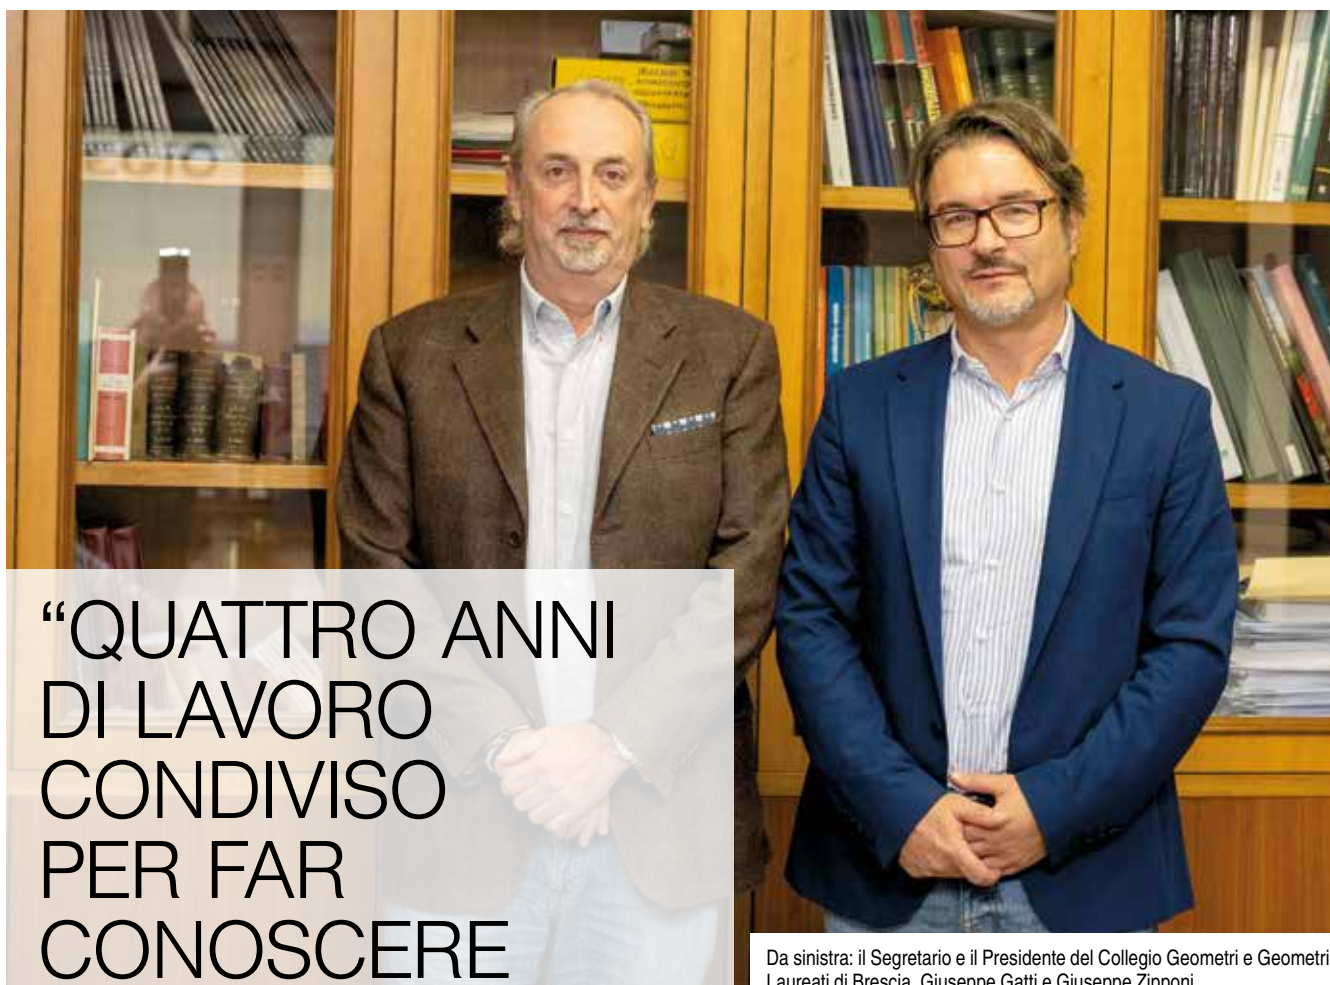 “QUATTRO ANNI
DI LAVORO
CONDIVISO
PER FAR
CONOSCERE
Da sinistra: il Segretario e il Presidente del Collegio Geometri e Geometri
Laureati di Brescia, Giuseppe Gatti e Giuseppe Zipponi